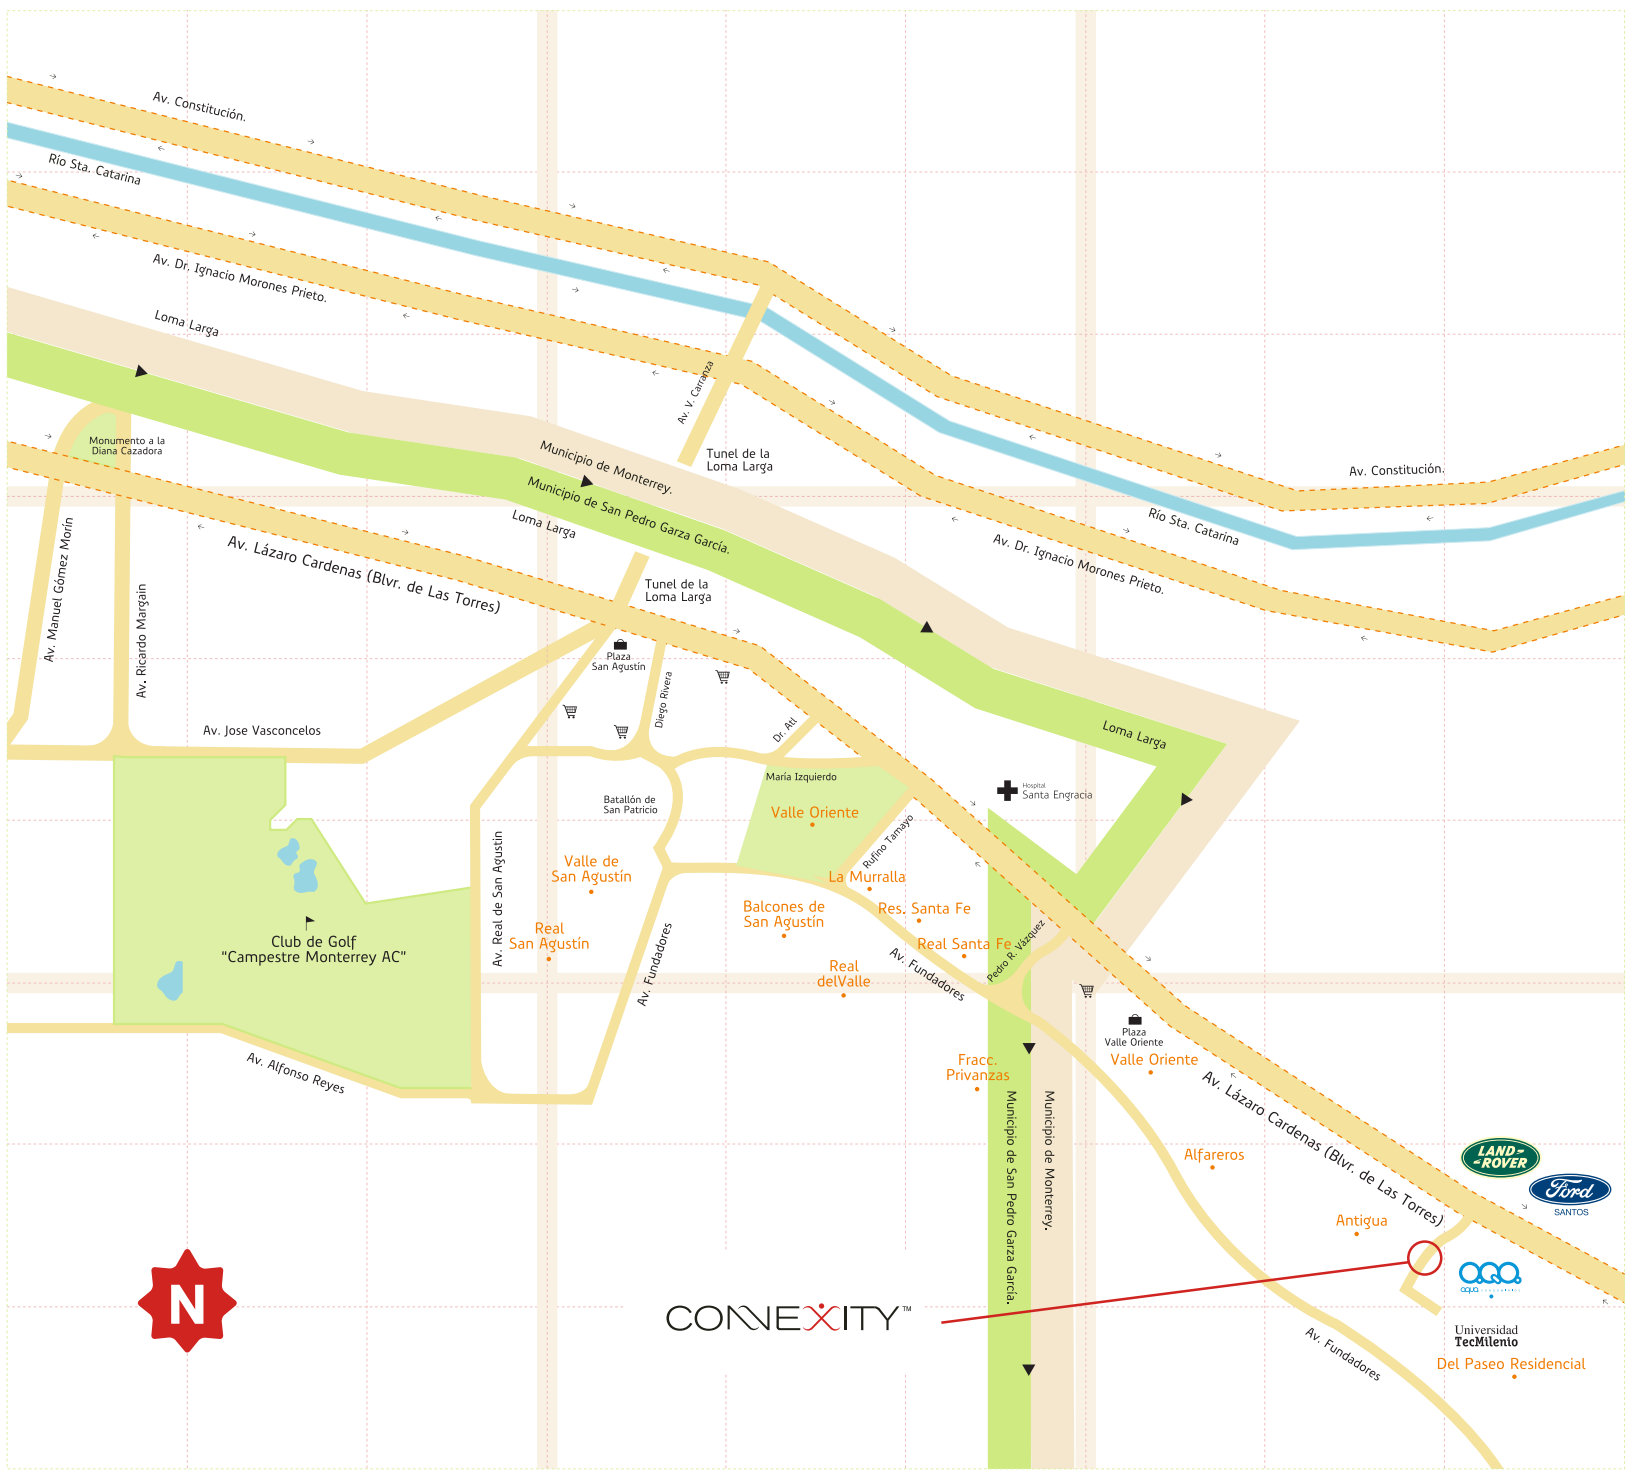 Av. Constitución.
Río Sta. Catarina
Av. Dr. Ignacio Morones Prieto.
Loma Larga
Av. V. Carranza
Monumento a la
Diana Cazadora
Municipio de Monterrey.
Tunel de la
Loma Larga
Av. Constitución.
Municipio de San Pedro Garza García.
Loma Larga
Río Sta. Catarina
Av. Dr. Ignacio Morones Prieto.
Av. Lázaro Cardenas (Blvr. de Las Torres)
Av. Manuel Gómez Morín
Av. Ricardo Margain
Tunel de la
Loma Larga
Plaza
San Agustín
Diego Rivera
Dr. Atl
Av. Jose Vasconcelos
Loma Larga
María Izquierdo
Hospital
Santa Engracia
Batallón de
San Patricio
Valle Oriente
Rufino Tamayo
Av. Real de San Agustin
Valle de
San Agustín
La Murralla
Balcones de
San Agustín
Res. Santa Fe
Real
San Agustín
Real Santa Fe
Pedro R. Vázquez
Club de Golf
"Campestre Monterrey AC"
Av. Fundadores
Real
delValle
Av. Fundadores
Plaza
Valle Oriente
Valle Oriente
Fracc.
Privanzas
Av. Alfonso Reyes
Municipio de San Pedro Garza García.
Municipio de Monterrey.
Av. Lázaro Cardenas (Blvr. de Las Torres)
LAND-
-ROVER
Alfareros
Ford
SANTOS
Antigua
aqua
N
CONNEXITY™
Universidad
TecMilenio
Av. Fundadores
Del Paseo Residencial